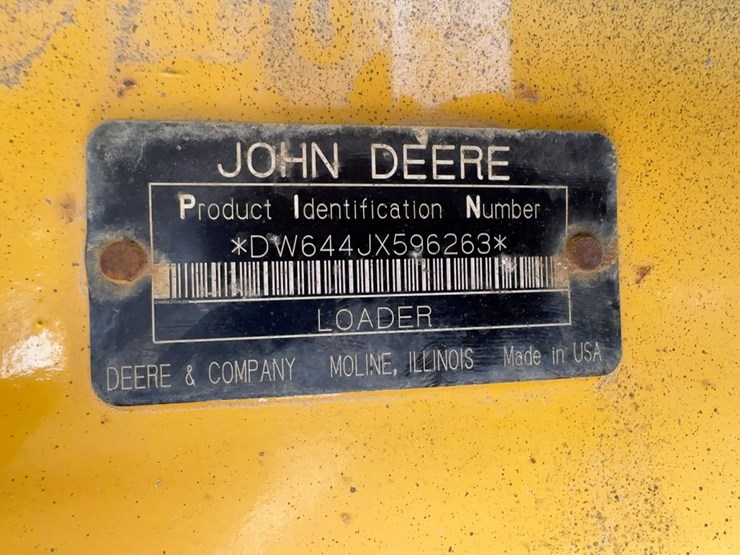 JOHN DEERE
Product Identification Number
*DW644JX596263*
LOADER
DEERE & COMPANY MOLINE, ILLINOIS Made in USA